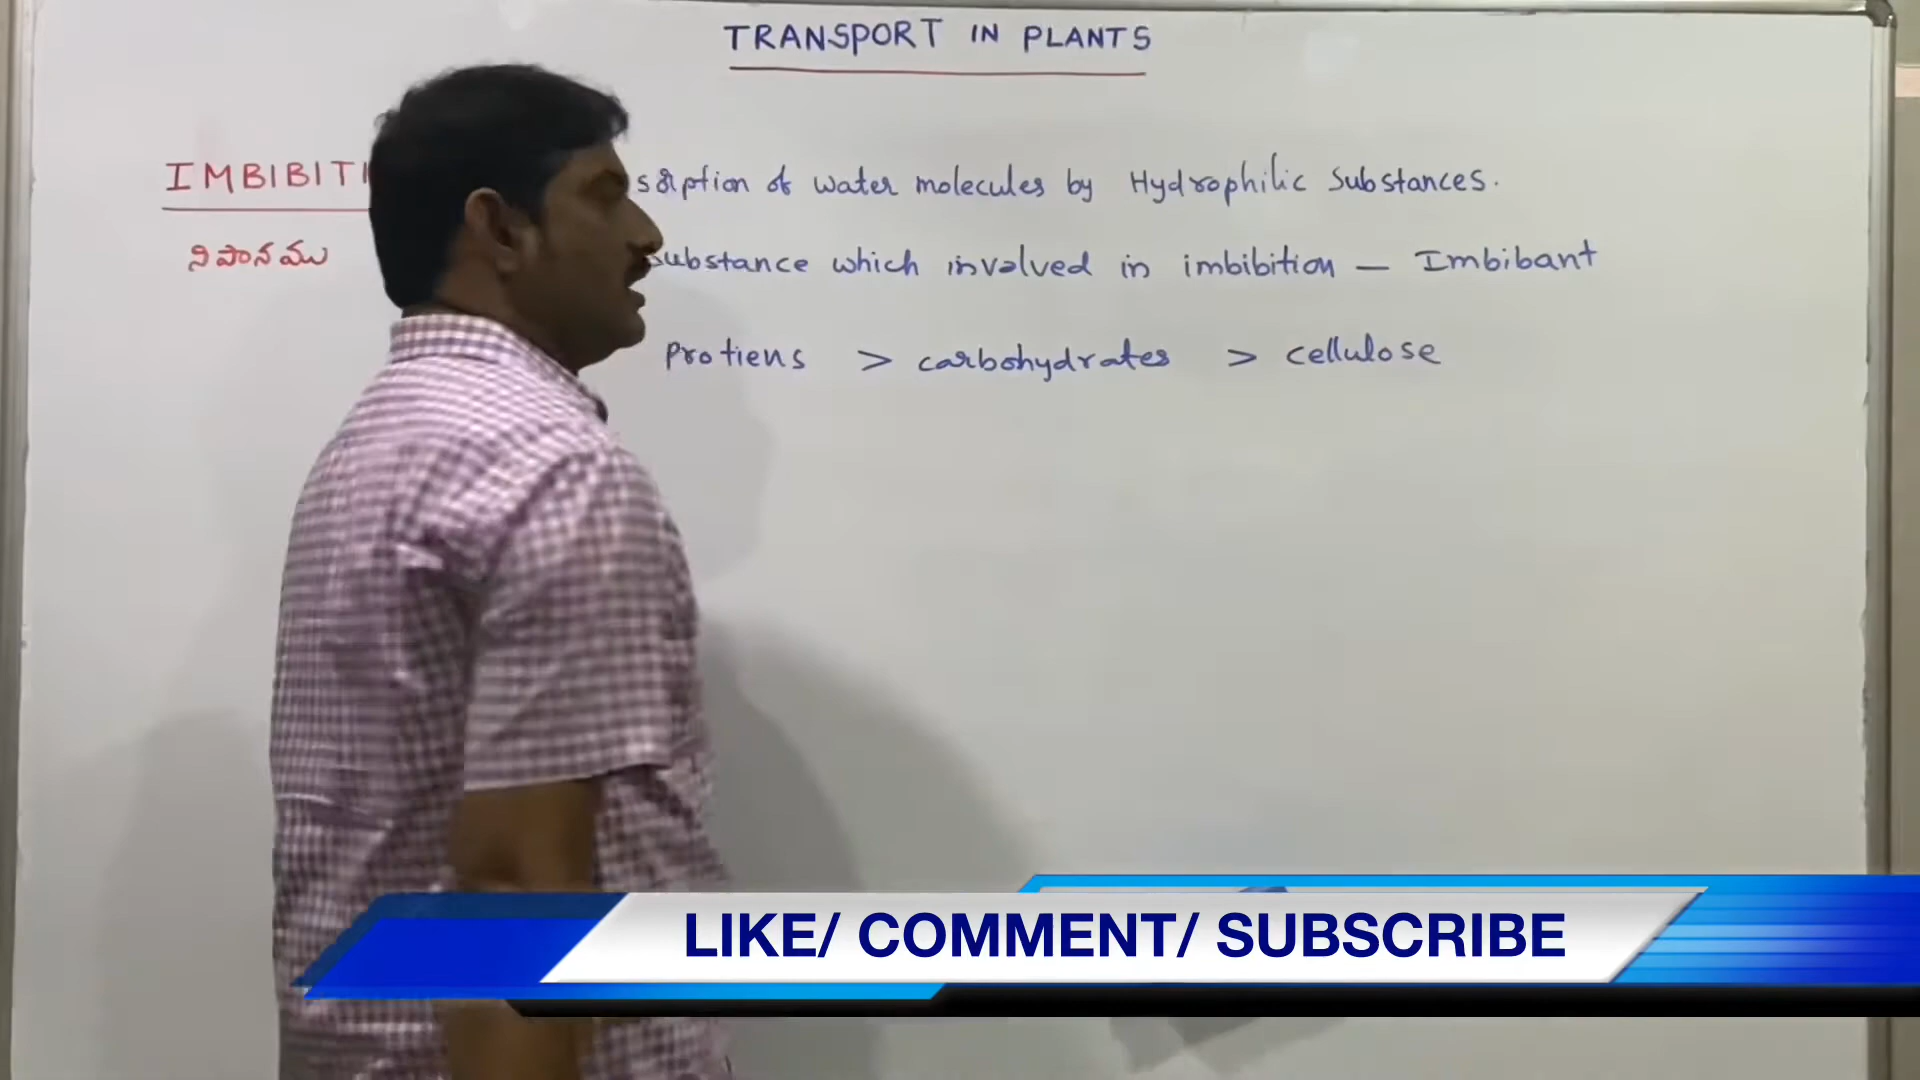 TRANSPORT IN PLANTS
IMBIBITI sorption of water molecules by Hydrophilic Substances.
నిపానము substance which involved in imbibition — Imbibant
Protiens > carbohydrates > cellulose
LIKE/ COMMENT/ SUBSCRIBE